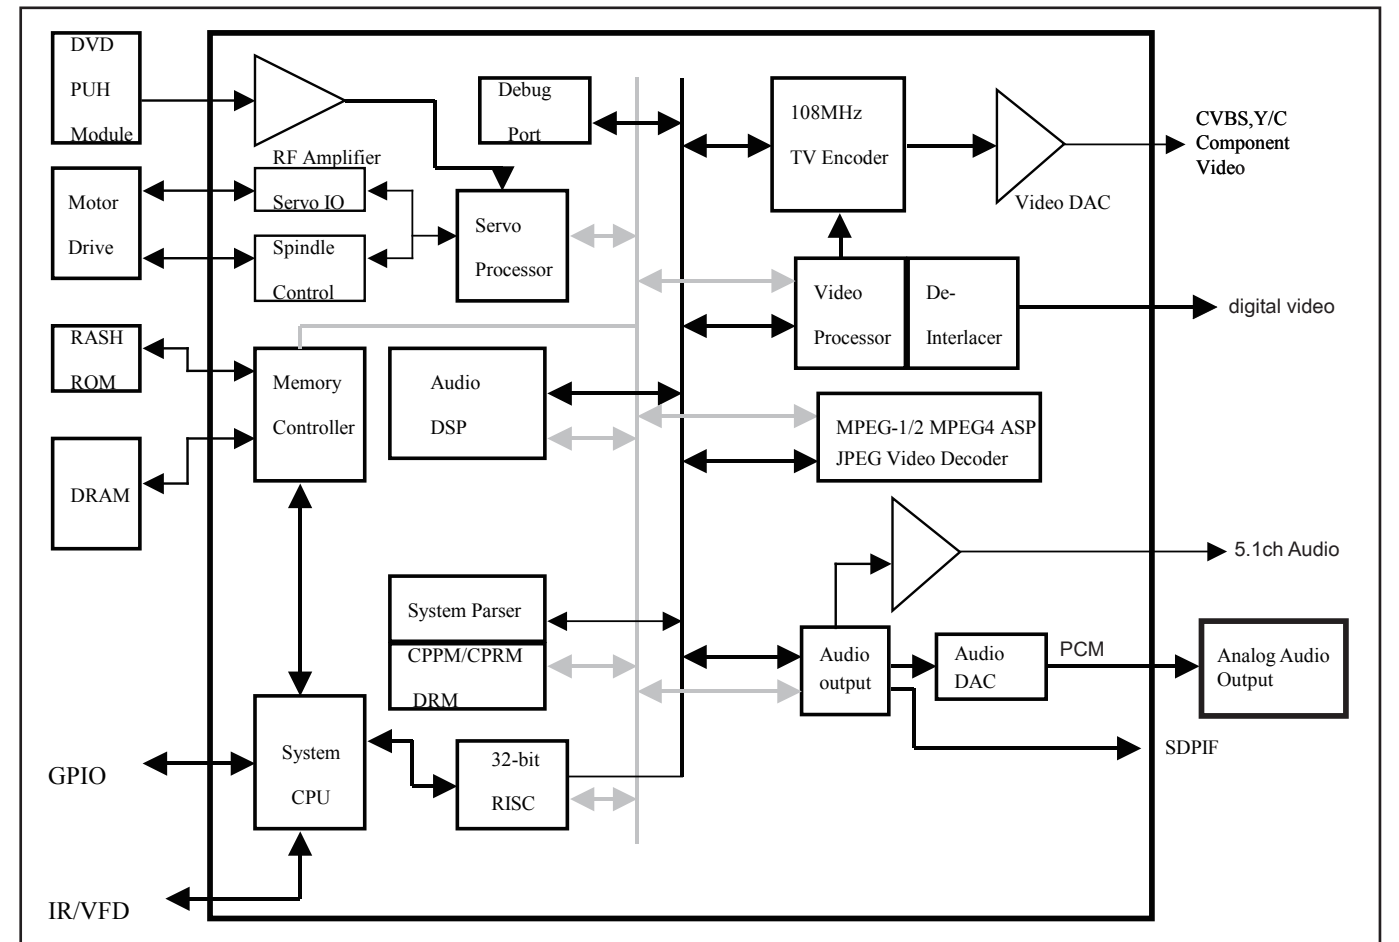 DVD
PUH
Module
RF Amplifier
Debug
Port
108MHz
TV Encoder
Video DAC
CVBS,Y/C
Component
Video
Motor
Drive
Servo IO
Spindle
Control
Servo
Processor
Video
Processor
De-
Interlacer
digital video
RASH
ROM
Memory
Controller
Audio
DSP
MPEG-1/2 MPEG4 ASP
JPEG Video Decoder
DRAM
5.1ch Audio
System Parser
CPPM/CPRM
DRM
Audio
output
Audio
DAC
PCM
Analog Audio
Output
SDPIF
System
CPU
32-bit
RISC
GPIO
IR/VFD